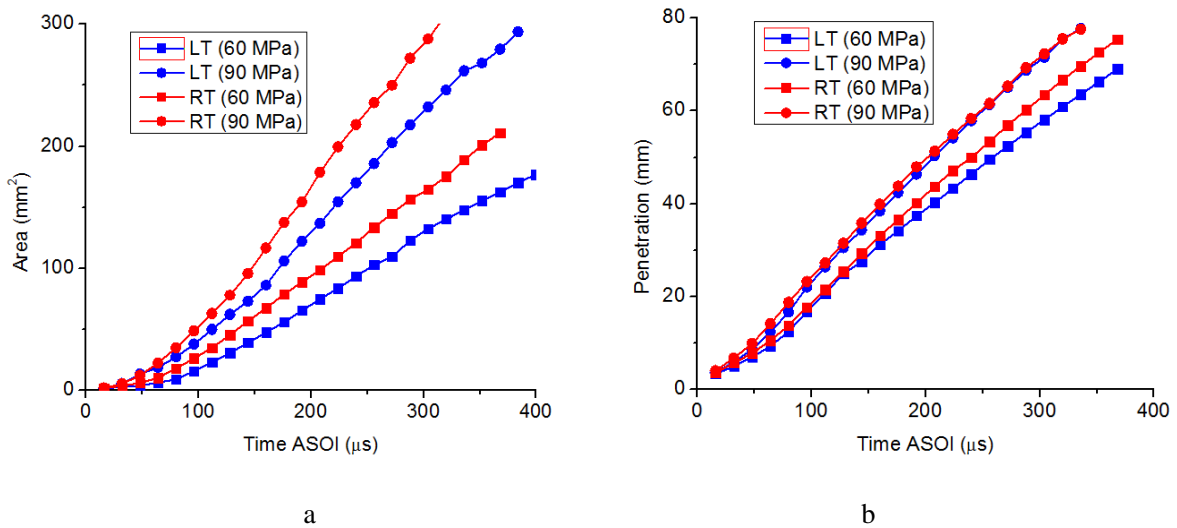 300
200
100
0
0
100
200
300
400
Area (mm²)
Time ASOI (μs)
LT (60 MPa)
LT (90 MPa)
RT (60 MPa)
RT (90 MPa)
a
80
60
40
20
0
0
100
200
300
400
Penetration (mm)
Time ASOI (μs)
LT (60 MPa)
LT (90 MPa)
RT (60 MPa)
RT (90 MPa)
b